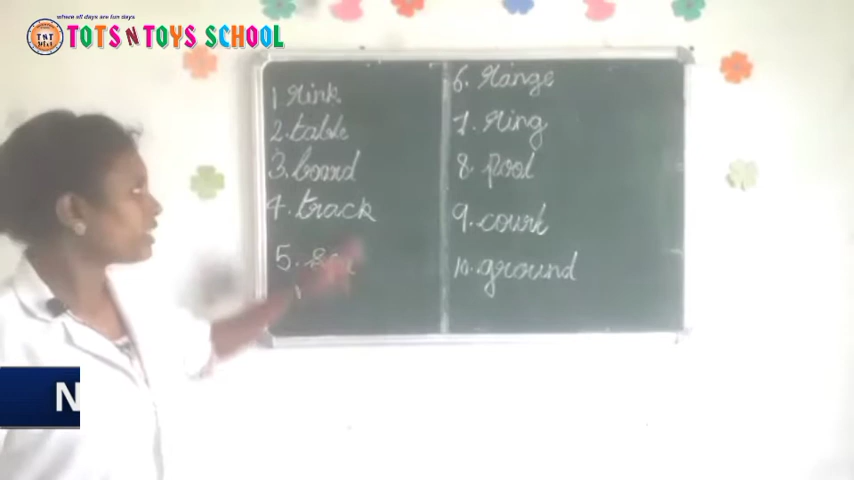 where all days are fun days
TOTS N TOYS SCHOOL
TNT
1 rink
2. table
3. board
4. track
5.
6. range
7. ring
8. pool
9. court
10. ground
N